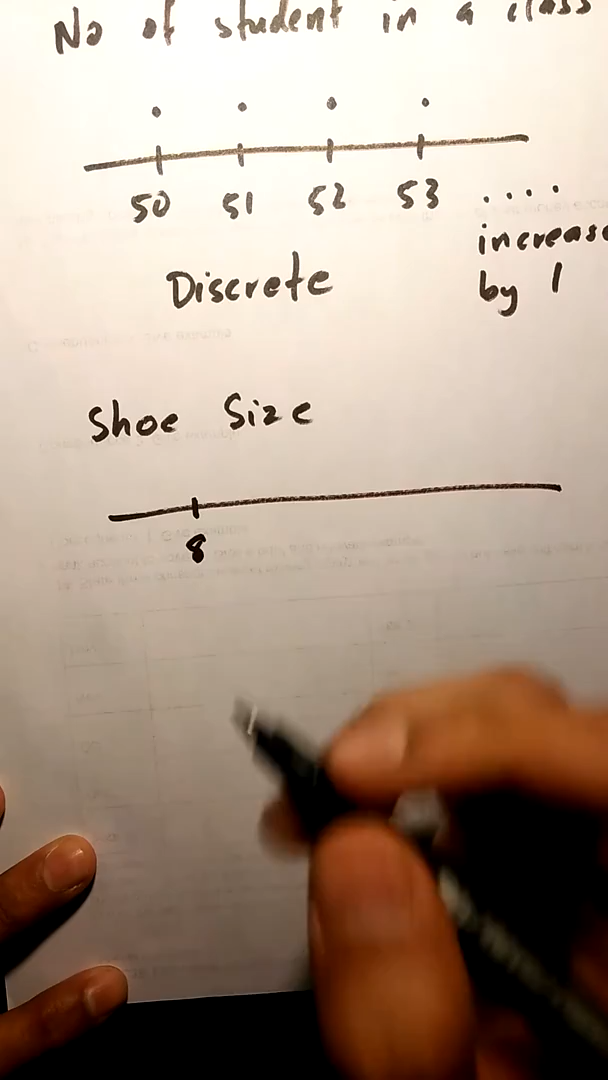 No of student in a class
50 51 52 53 ....
increase
by 1
Discrete
Shoe Size
8